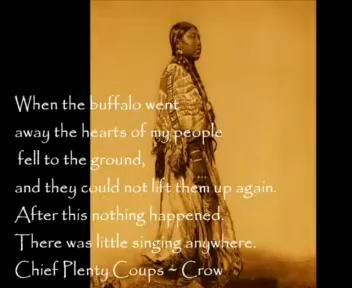 When the buffalo went
away the hearts of my people
fell to the ground,
and they could not lift them up again.
After this nothing happened.
There was little singing anywhere.
Chief Plenty Coups ~ Crow